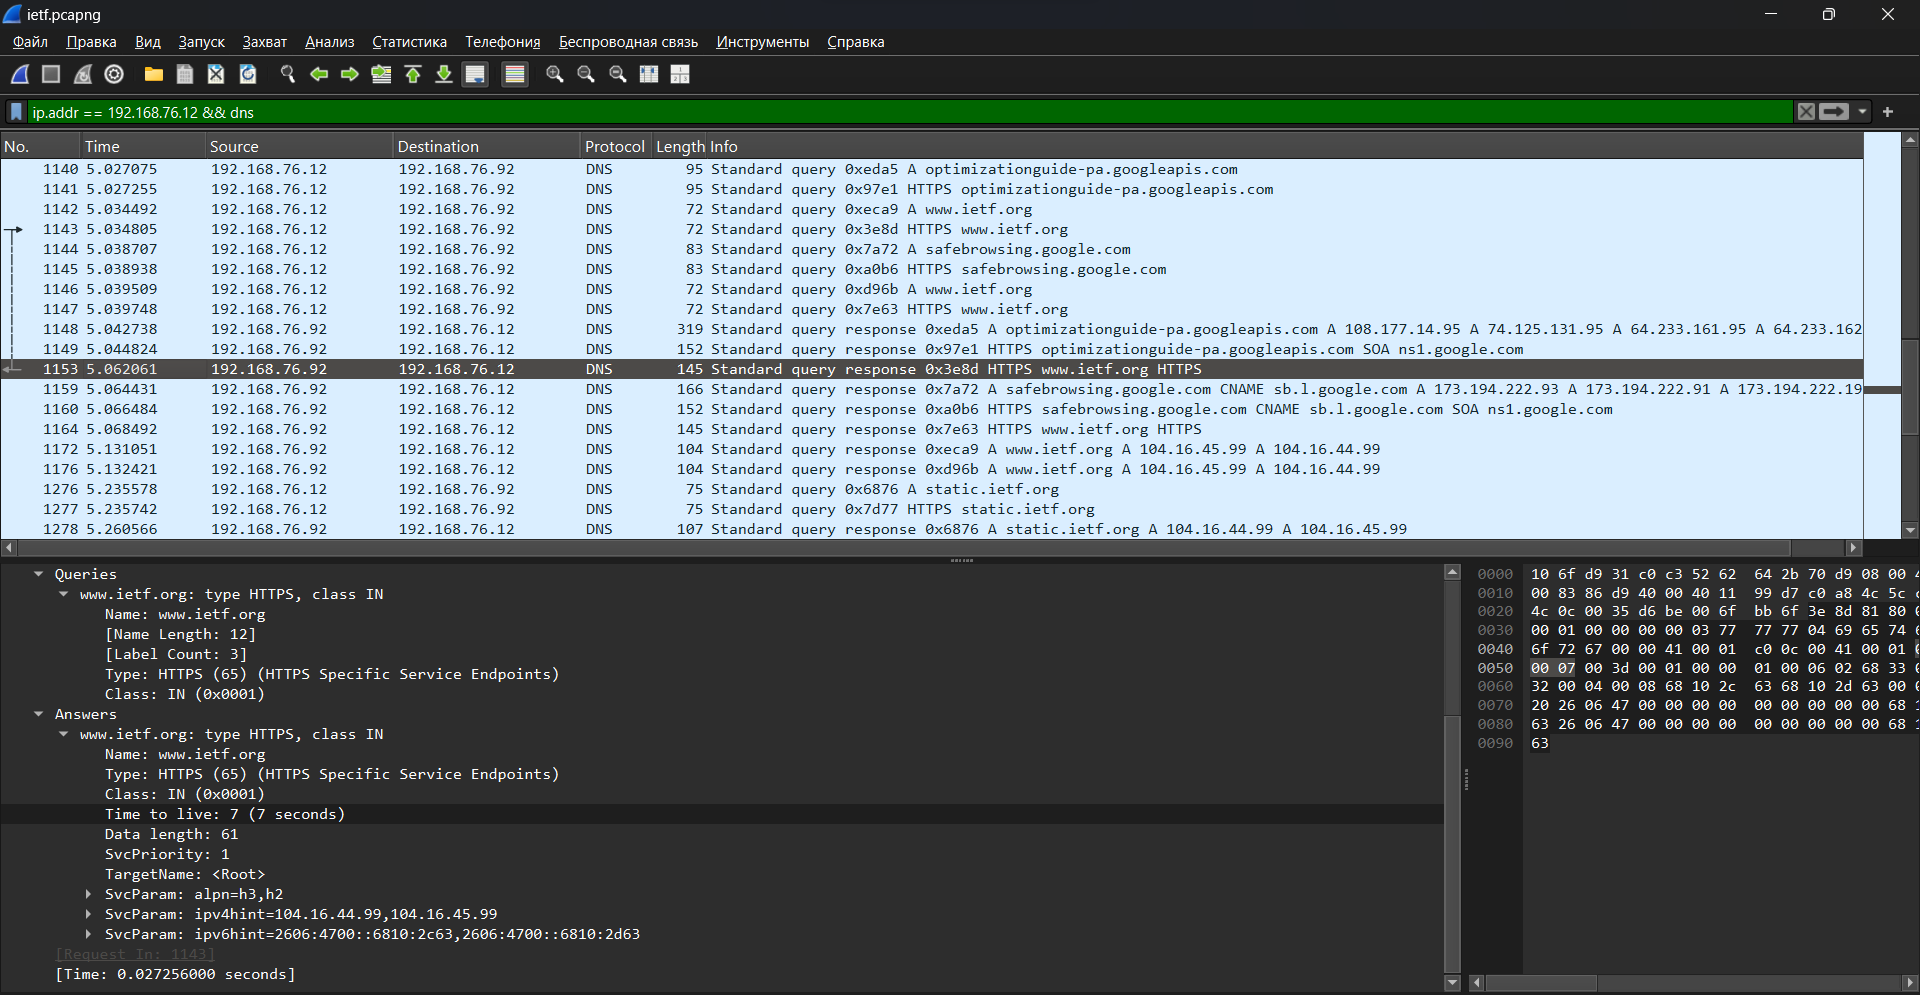 ietf.pcapng
Файл Правка Вид Запуск Захват Анализ Статистика Телефония Беспроводная связь Инструменты Справка
ip.addr == 192.168.76.12 && dns
No. Time Source Destination Protocol Length Info
1140 5.027075 192.168.76.12 192.168.76.92 DNS 95 Standard query 0xeda5 A optimizationguide-pa.googleapis.com
1141 5.027255 192.168.76.12 192.168.76.92 DNS 95 Standard query 0x97e1 HTTPS optimizationguide-pa.googleapis.com
1142 5.034492 192.168.76.12 192.168.76.92 DNS 72 Standard query 0xeca9 A www.ietf.org
1143 5.034805 192.168.76.12 192.168.76.92 DNS 72 Standard query 0x3e8d HTTPS www.ietf.org
1144 5.038707 192.168.76.12 192.168.76.92 DNS 83 Standard query 0x7a72 A safebrowsing.google.com
1145 5.038938 192.168.76.12 192.168.76.92 DNS 83 Standard query 0xa0b6 HTTPS safebrowsing.google.com
1146 5.039509 192.168.76.12 192.168.76.92 DNS 72 Standard query 0xd96b A www.ietf.org
1147 5.039748 192.168.76.12 192.168.76.92 DNS 72 Standard query 0x7e63 HTTPS www.ietf.org
1148 5.042738 192.168.76.92 192.168.76.12 DNS 319 Standard query response 0xeda5 A optimizationguide-pa.googleapis.com A 108.177.14.95 A 74.125.131.95 A 64.233.161.95 A 64.233.162
1149 5.044824 192.168.76.92 192.168.76.12 DNS 152 Standard query response 0x97e1 HTTPS optimizationguide-pa.googleapis.com SOA ns1.google.com
1153 5.062061 192.168.76.92 192.168.76.12 DNS 145 Standard query response 0x3e8d HTTPS www.ietf.org HTTPS
1159 5.064431 192.168.76.92 192.168.76.12 DNS 166 Standard query response 0x7a72 A safebrowsing.google.com CNAME sb.l.google.com A 173.194.222.93 A 173.194.222.91 A 173.194.222.19
1160 5.066484 192.168.76.92 192.168.76.12 DNS 152 Standard query response 0xa0b6 HTTPS safebrowsing.google.com CNAME sb.l.google.com SOA ns1.google.com
1164 5.068492 192.168.76.92 192.168.76.12 DNS 145 Standard query response 0x7e63 HTTPS www.ietf.org HTTPS
1172 5.131051 192.168.76.92 192.168.76.12 DNS 104 Standard query response 0xeca9 A www.ietf.org A 104.16.45.99 A 104.16.44.99
1176 5.132421 192.168.76.92 192.168.76.12 DNS 104 Standard query response 0xd96b A www.ietf.org A 104.16.45.99 A 104.16.44.99
1276 5.235578 192.168.76.12 192.168.76.92 DNS 75 Standard query 0x6876 A static.ietf.org
1277 5.235742 192.168.76.12 192.168.76.92 DNS 75 Standard query 0x7d77 HTTPS static.ietf.org
1278 5.260566 192.168.76.92 192.168.76.12 DNS 107 Standard query response 0x6876 A static.ietf.org A 104.16.44.99 A 104.16.45.99
Queries
www.ietf.org: type HTTPS, class IN
Name: www.ietf.org
[Name Length: 12]
[Label Count: 3]
Type: HTTPS (65) (HTTPS Specific Service Endpoints)
Class: IN (0x0001)
Answers
www.ietf.org: type HTTPS, class IN
Name: www.ietf.org
Type: HTTPS (65) (HTTPS Specific Service Endpoints)
Class: IN (0x0001)
Time to live: 7 (7 seconds)
Data length: 61
SvcPriority: 1
TargetName: <Root>
SvcParam: alpn=h3,h2
SvcParam: ipv4hint=104.16.44.99,104.16.45.99
SvcParam: ipv6hint=2606:4700::6810:2c63,2606:4700::6810:2d63
[Request In: 1143]
[Time: 0.027256000 seconds]
0000 10 6f d9 31 c0 c3 52 62 64 2b 70 d9 08 00
0010 00 83 86 d9 40 00 40 11 99 d7 c0 a8 4c 5c
0020 4c 0c 00 35 d6 be 00 6f bb 6f 3e 8d 81 80
0030 00 01 00 00 00 00 03 77 77 77 04 69 65 74
0040 6f 72 67 00 00 41 00 01 c0 0c 00 41 00 01
0050 00 07 00 3d 00 01 00 00 01 00 06 02 68 33
0060 32 00 04 00 08 68 10 2c 63 68 10 2d 63 00
0070 20 26 06 47 00 00 00 00 00 00 00 00 00 68
0080 63 26 06 47 00 00 00 00 00 00 00 00 00 68
0090 63